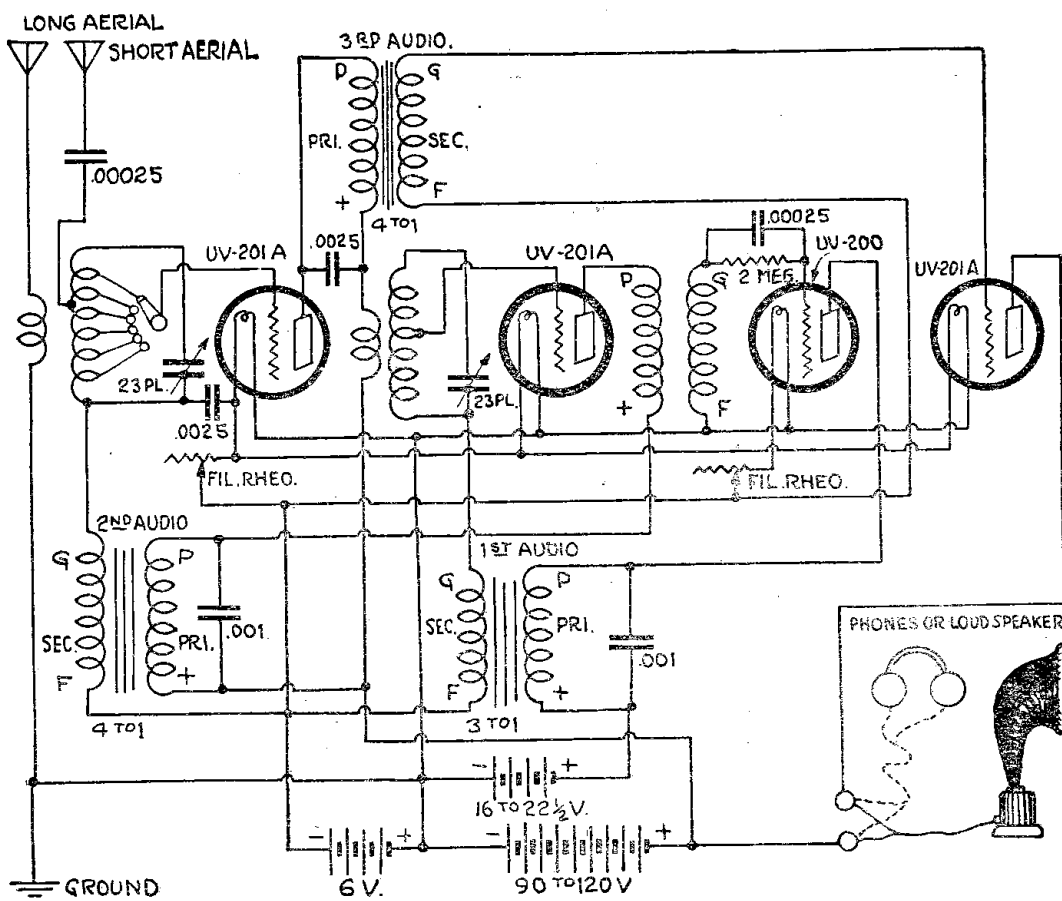 LONG AERIAL
SHORT AERIAL
3RD AUDIO.
P
G
PRI.
SEC.
+
F
4 TO 1
.00025
UV-201A
.0025
UV-201A
.00025
2 MEG.
UV-200
UV-201A
P
G
+
F
23 PL.
.0025
23 PL.
FIL. RHEO.
FIL. RHEO.
2ND AUDIO
G
P
SEC.
PRI.
F
+
.001
4 TO 1
1ST AUDIO
G
P
SEC.
PRI.
F
+
.001
3 TO 1
PHONES OR LOUD SPEAKER
- +
16 TO 22½ V.
- +
6 V.
- +
90 TO 120 V
GROUND